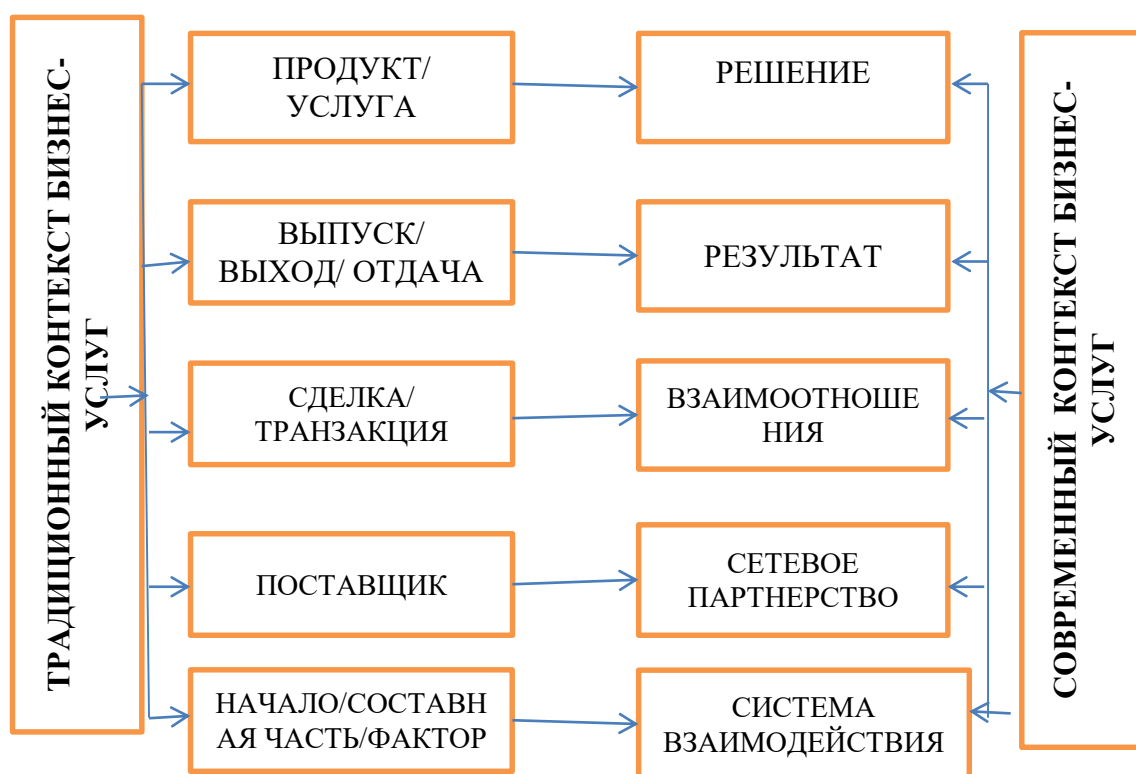 ТРАДИЦИОННЫЙ КОНТЕКСТ БИЗНЕС-
УСЛУГ
ПРОДУКТ/
УСЛУГА
РЕШЕНИЕ
ВЫПУСК/
ВЫХОД/ ОТДАЧА
РЕЗУЛЬТАТ
СДЕЛКА/
ТРАНЗАКЦИЯ
ВЗАИМООТНОШЕ
НИЯ
ПОСТАВЩИК
СЕТЕВОЕ
ПАРТНЕРСТВО
НАЧАЛО/СОСТАВН
АЯ ЧАСТЬ/ФАКТОР
СИСТЕМА
ВЗАИМОДЕЙСТВИЯ
СОВРЕМЕННЫЙ КОНТЕКСТ БИЗНЕС-
УСЛУГ